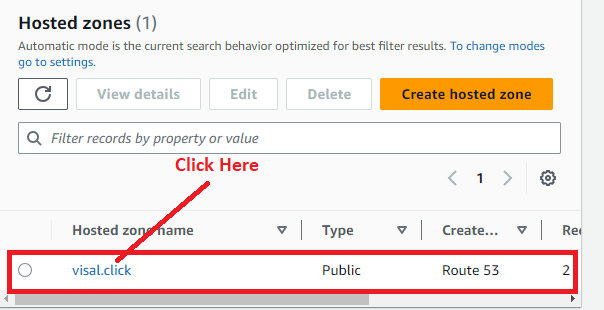 Hosted zones (1)
Automatic mode is the current search behavior optimized for best filter results. To change modes
go to settings.
View details
Edit
Delete
Create hosted zone
Filter records by property or value
Click Here
1
Hosted zone name
Type
Create...
Rec
visal.click
Public
Route 53
2